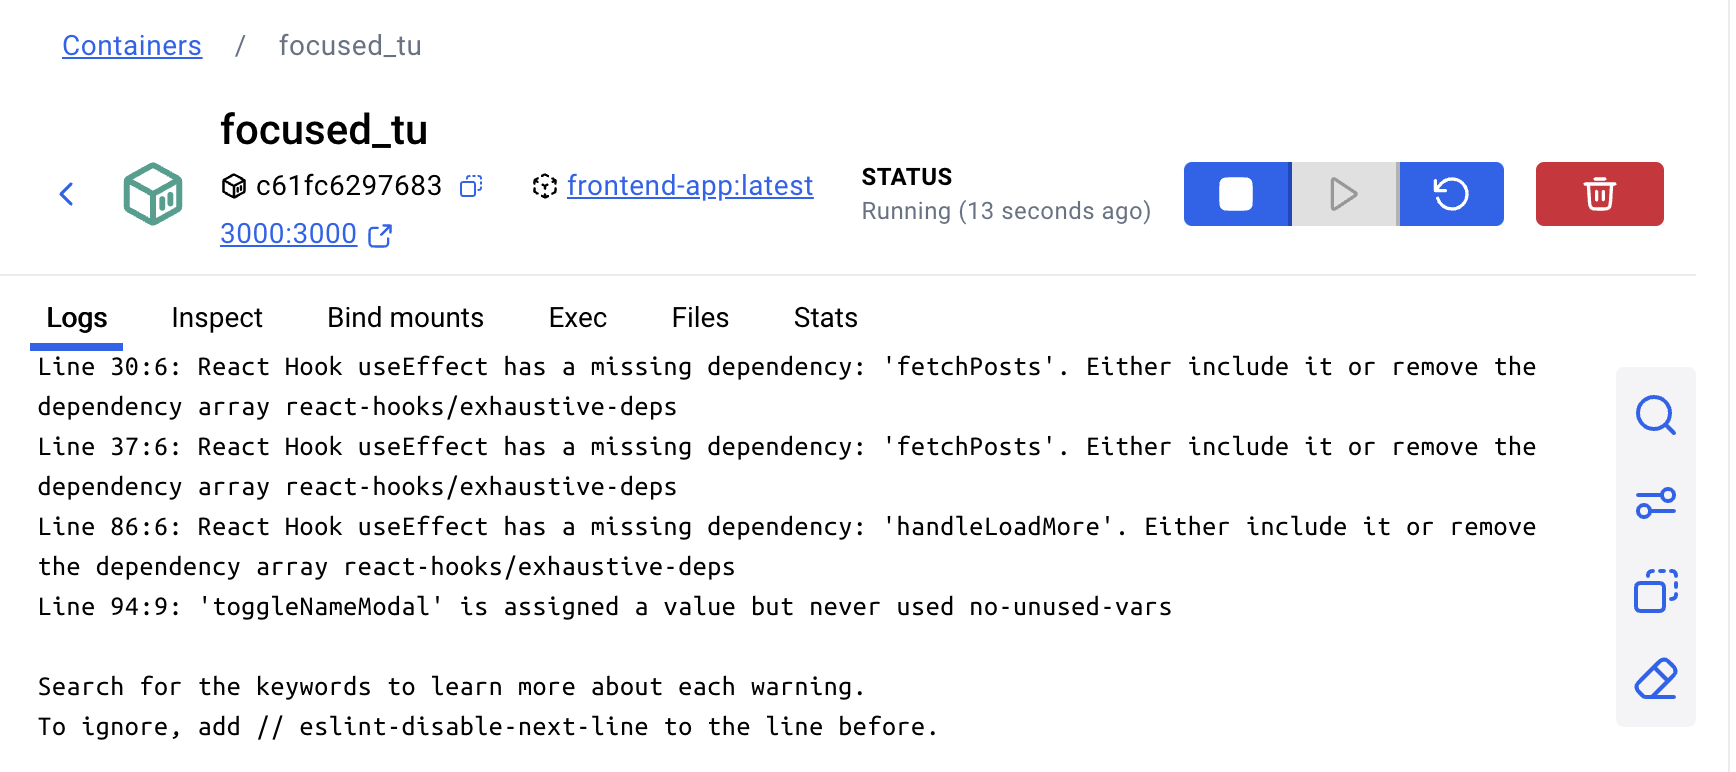 Containers / focused_tu
focused_tu
c61fc6297683 frontend-app:latest
3000:3000
STATUS
Running (13 seconds ago)
Logs Inspect Bind mounts Exec Files Stats
Line 30:6: React Hook useEffect has a missing dependency: 'fetchPosts'. Either include it or remove the
dependency array react-hooks/exhaustive-deps
Line 37:6: React Hook useEffect has a missing dependency: 'fetchPosts'. Either include it or remove the
dependency array react-hooks/exhaustive-deps
Line 86:6: React Hook useEffect has a missing dependency: 'handleLoadMore'. Either include it or remove
the dependency array react-hooks/exhaustive-deps
Line 94:9: 'toggleNameModal' is assigned a value but never used no-unused-vars
Search for the keywords to learn more about each warning.
To ignore, add // eslint-disable-next-line to the line before.